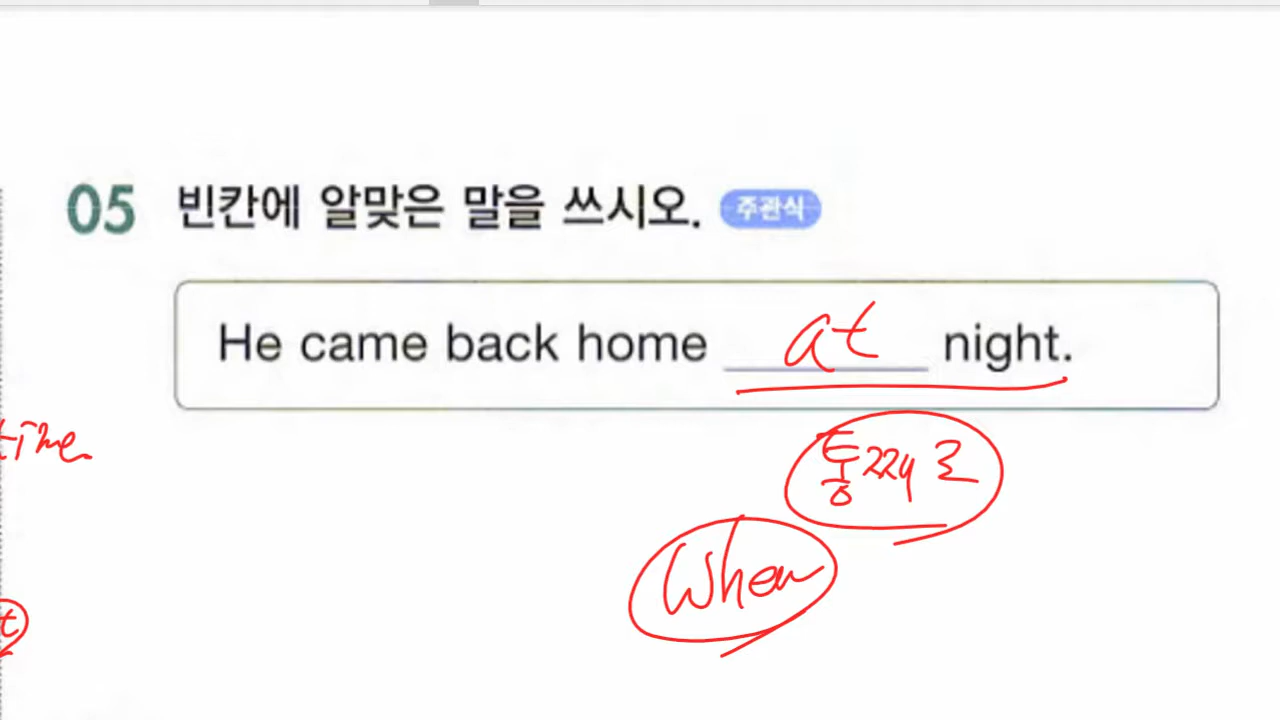 05 빈칸에 알맞은 말을 쓰시오. 주관식
He came back home at night.
time
통째로
when
t